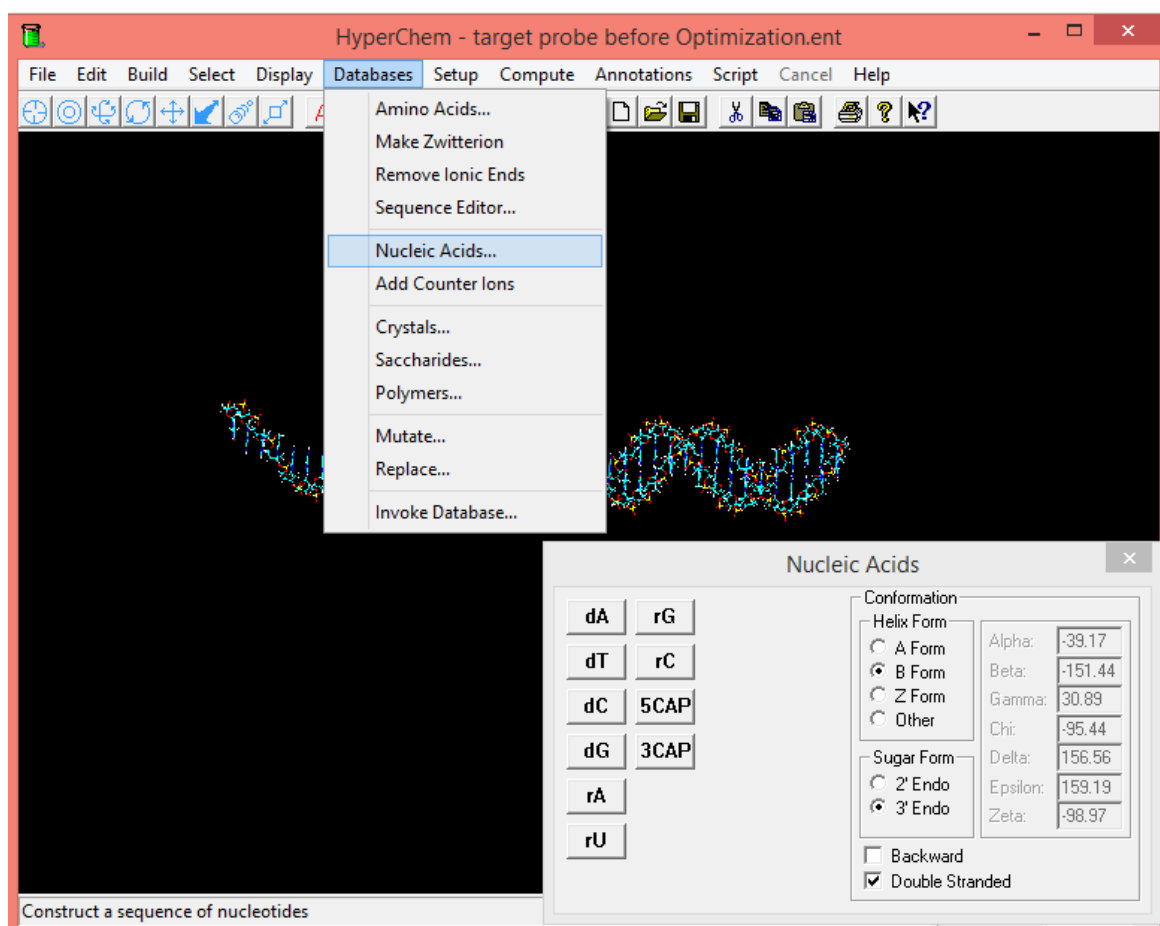 HyperChem - target probe before Optimization.ent
File Edit Build Select Display Databases Setup Compute Annotations Script Cancel Help
Amino Acids...
Make Zwitterion
Remove Ionic Ends
Sequence Editor...
Nucleic Acids...
Add Counter Ions
Crystals...
Saccharides...
Polymers...
Mutate...
Replace...
Invoke Database...
Nucleic Acids
dA rG
dT rC
dC 5CAP
dG 3CAP
rA
rU
Conformation
Helix Form
A Form
B Form
Z Form
Other
Sugar Form
2' Endo
3' Endo
Alpha: -39.17
Beta: -151.44
Gamma: 30.89
Chi: -95.44
Delta: 156.56
Epsilon: 159.19
Zeta: -98.97
Backward
Double Stranded
Construct a sequence of nucleotides